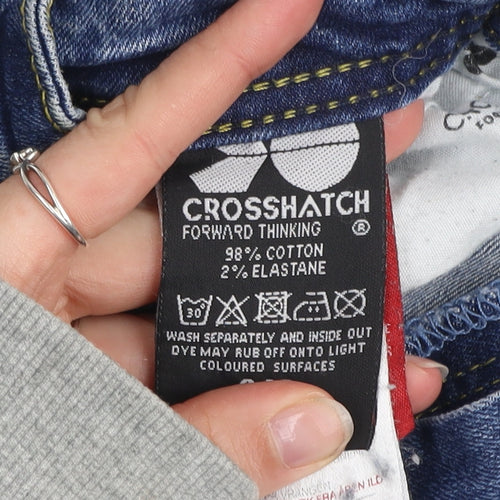 CROSSHATCH
FORWARD THINKING ®
98% COTTON
2% ELASTANE
30°
WASH SEPARATELY AND INSIDE OUT
DYE MAY RUB OFF ONTO LIGHT
COLOURED SURFACES